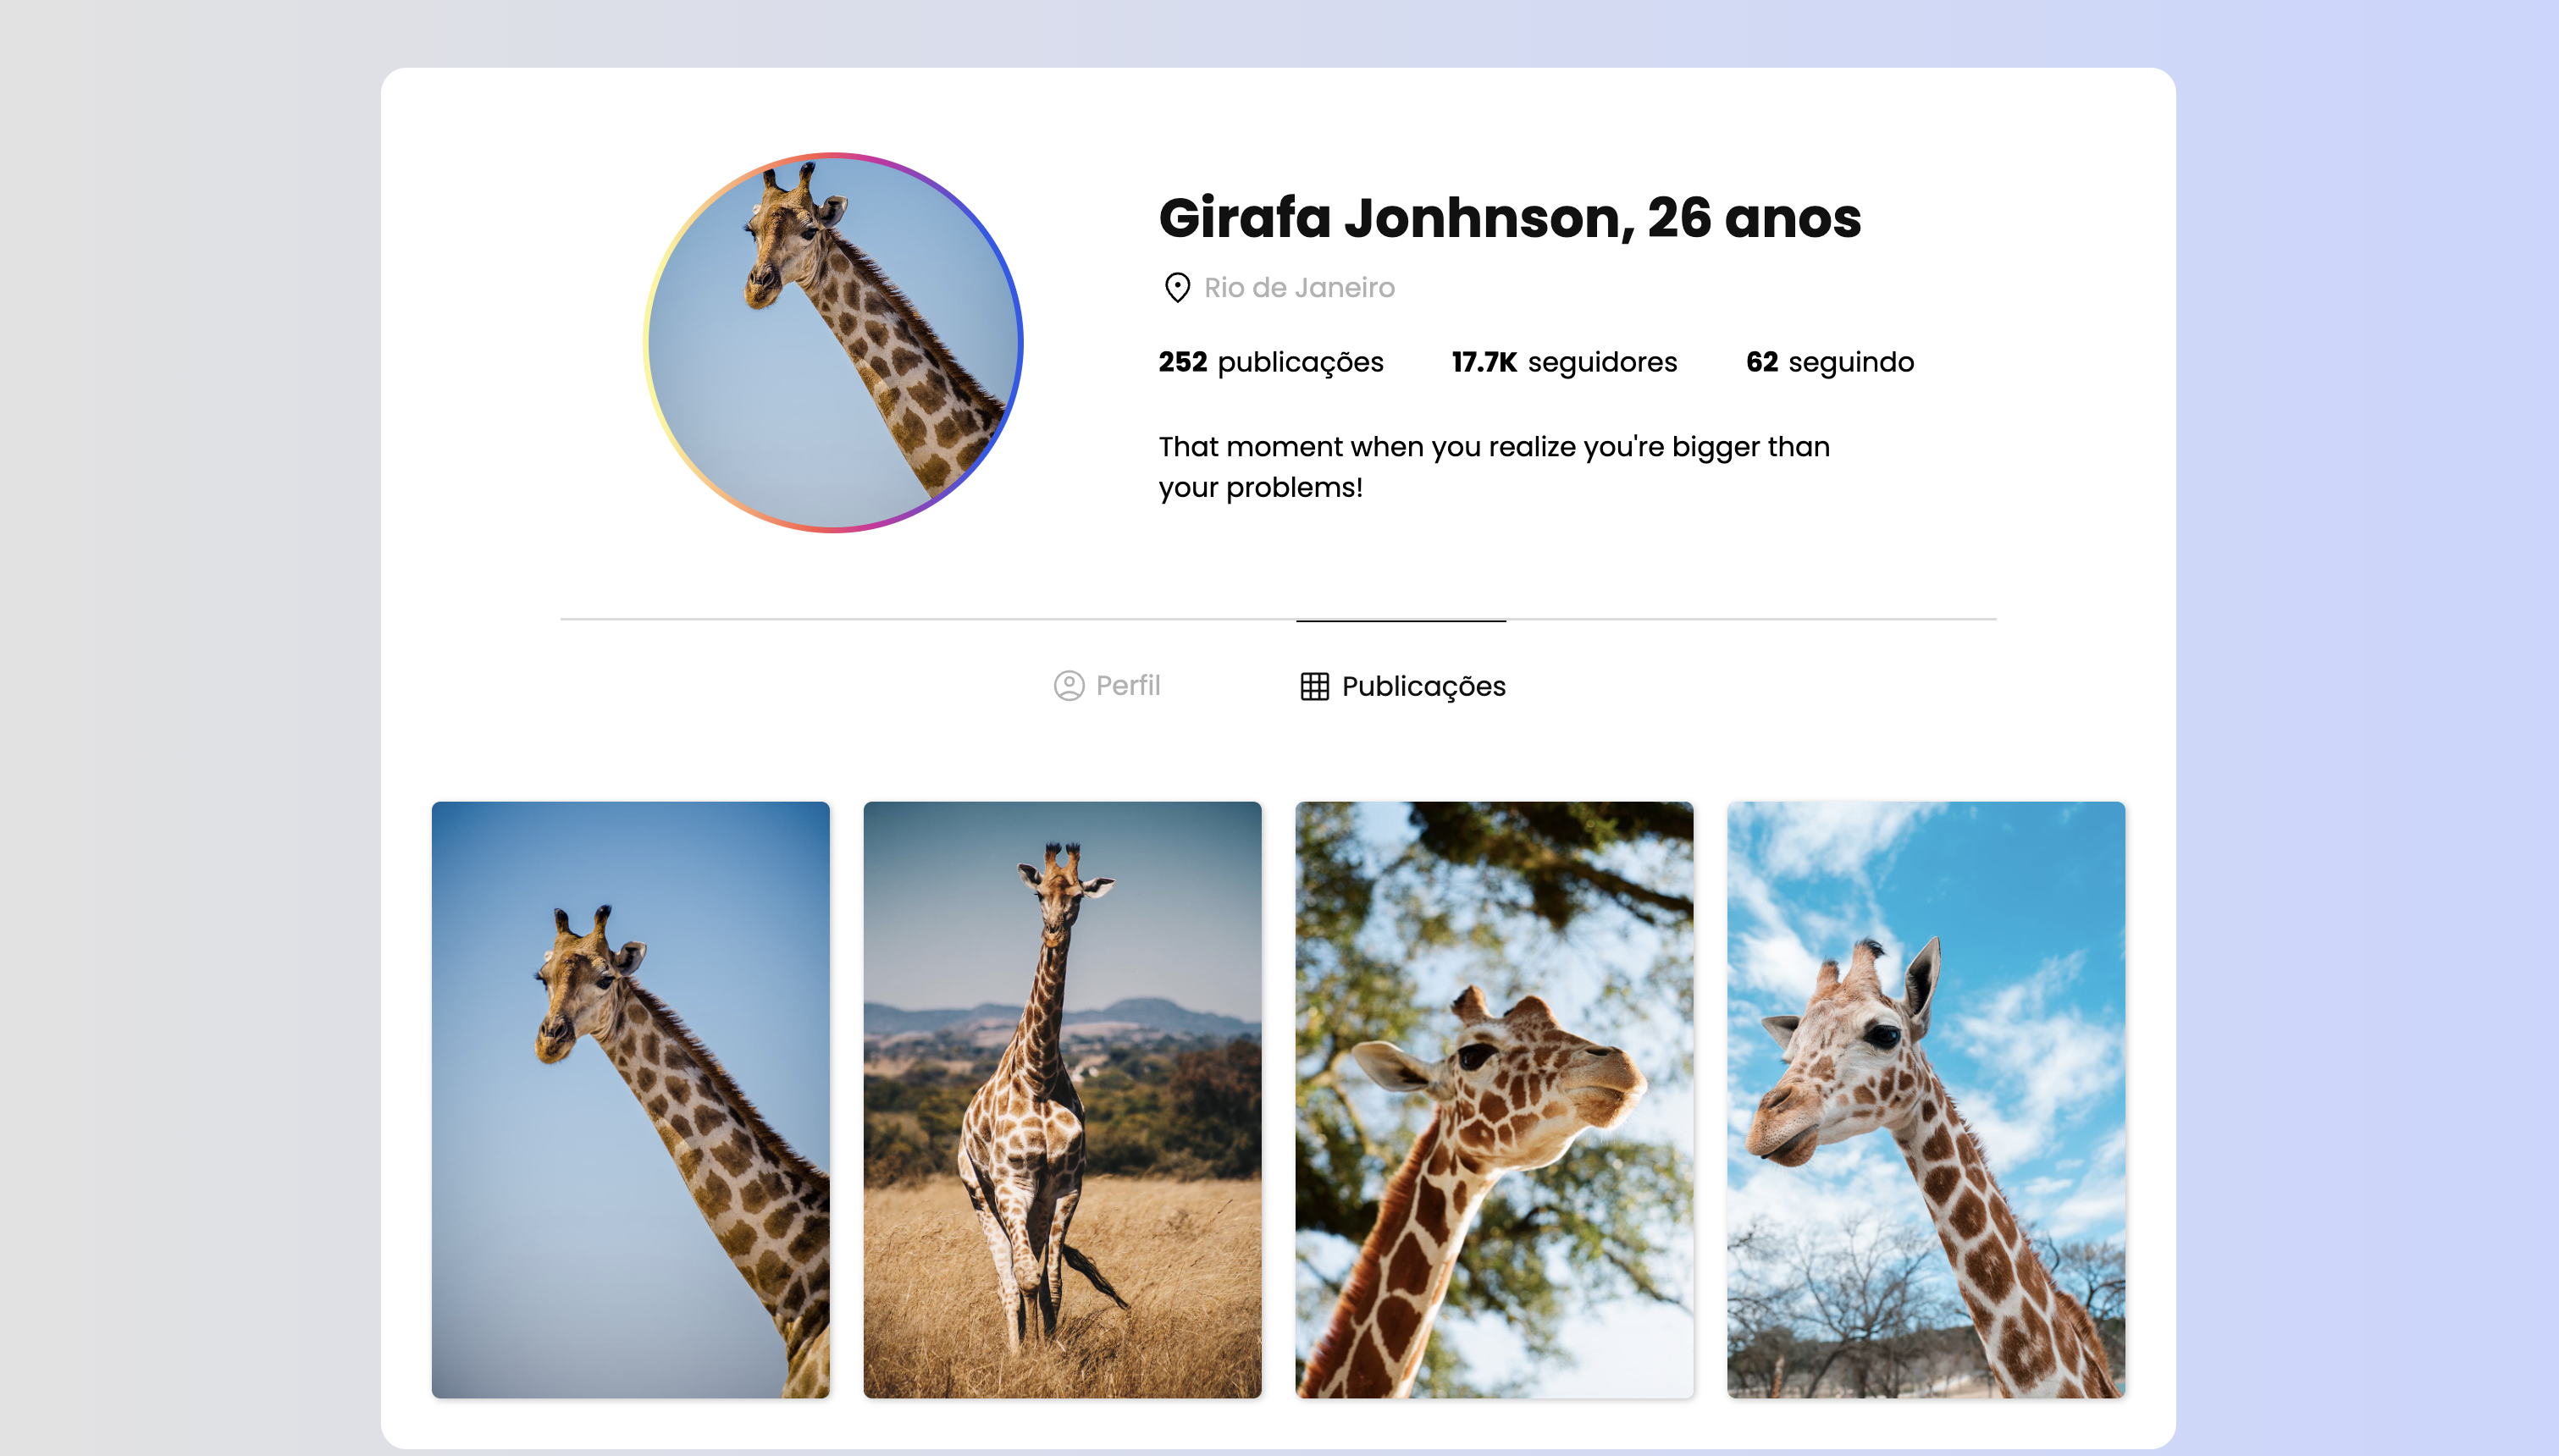 Girafa Jonhnson, 26 anos
Rio de Janeiro
252 publicações 17.7K seguidores 62 seguindo
That moment when you realize you're bigger than
your problems!
Perfil Publicações